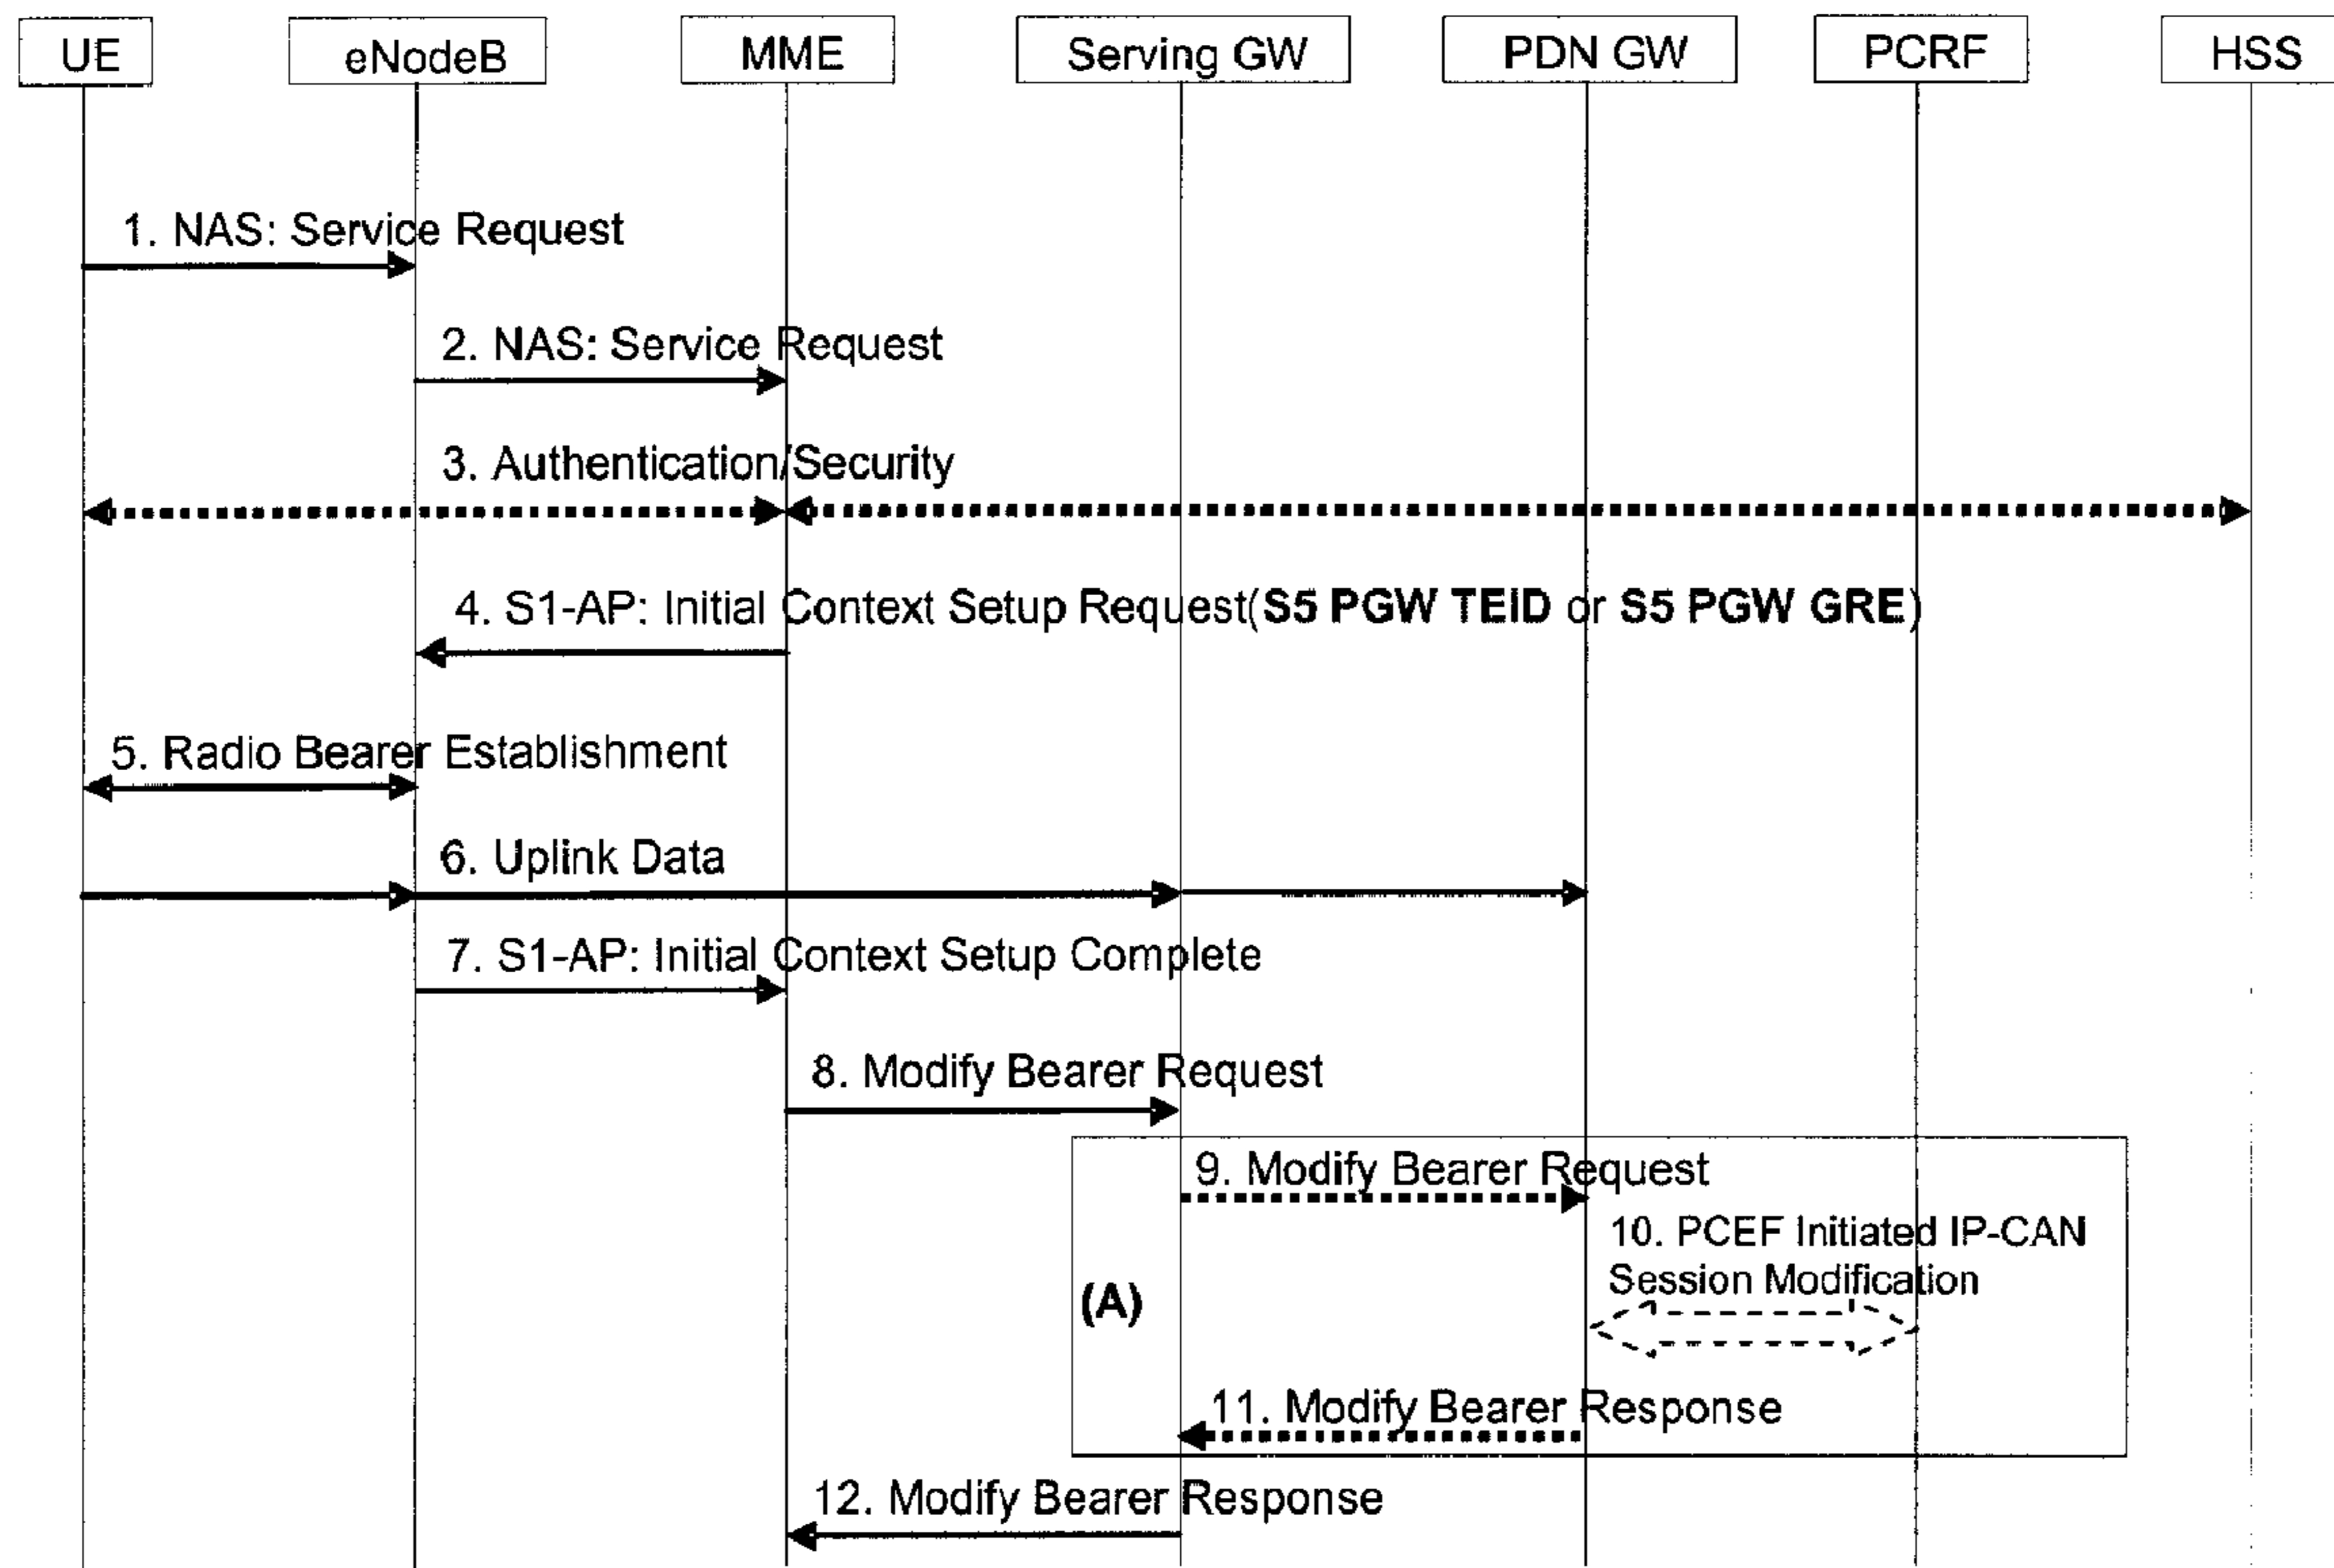 UE eNodeB MME Serving GW PDN GW PCRF HSS
1. NAS: Service Request
2. NAS: Service Request
3. Authentication/Security
4. S1-AP: Initial Context Setup Request(S5 PGW TEID or S5 PGW GRE)
5. Radio Bearer Establishment
6. Uplink Data
7. S1-AP: Initial Context Setup Complete
8. Modify Bearer Request
9. Modify Bearer Request
10. PCEF Initiated IP-CAN
Session Modification
(A)
11. Modify Bearer Response
12. Modify Bearer Response